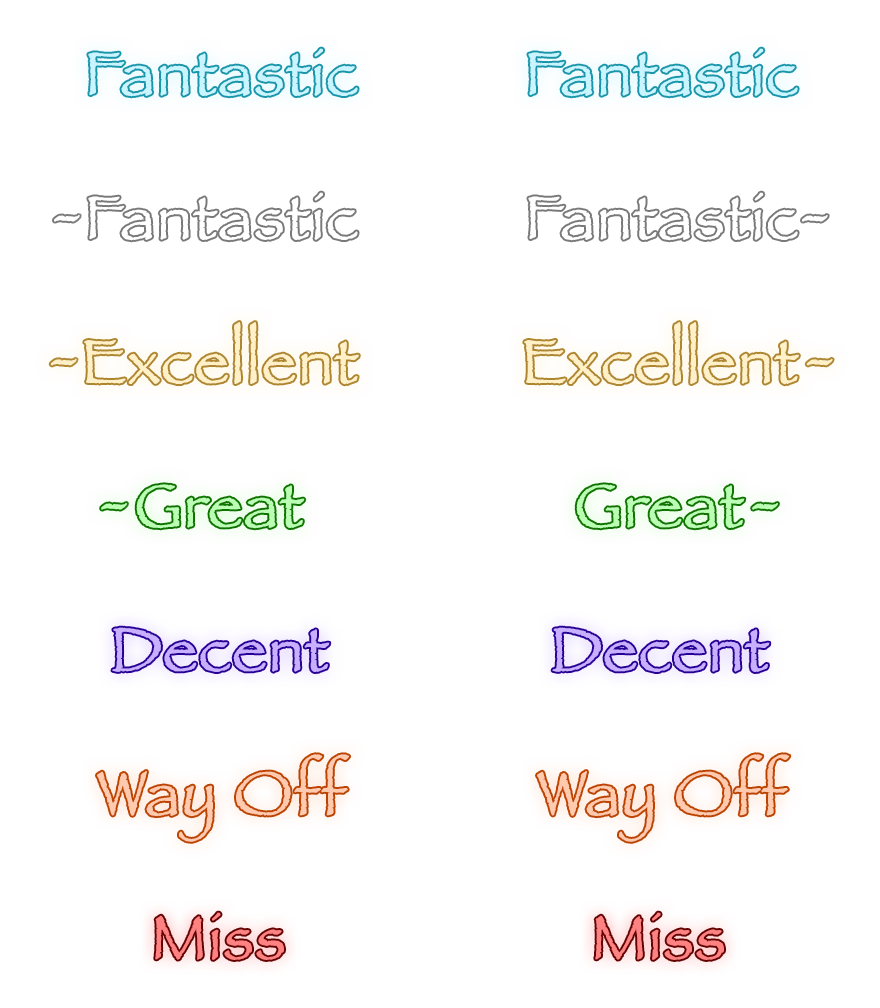 Fantastic Fantastic
~Fantastic Fantastic~
~Excellent Excellent~
~Great Great~
Decent Decent
Way Off Way Off
Miss Miss